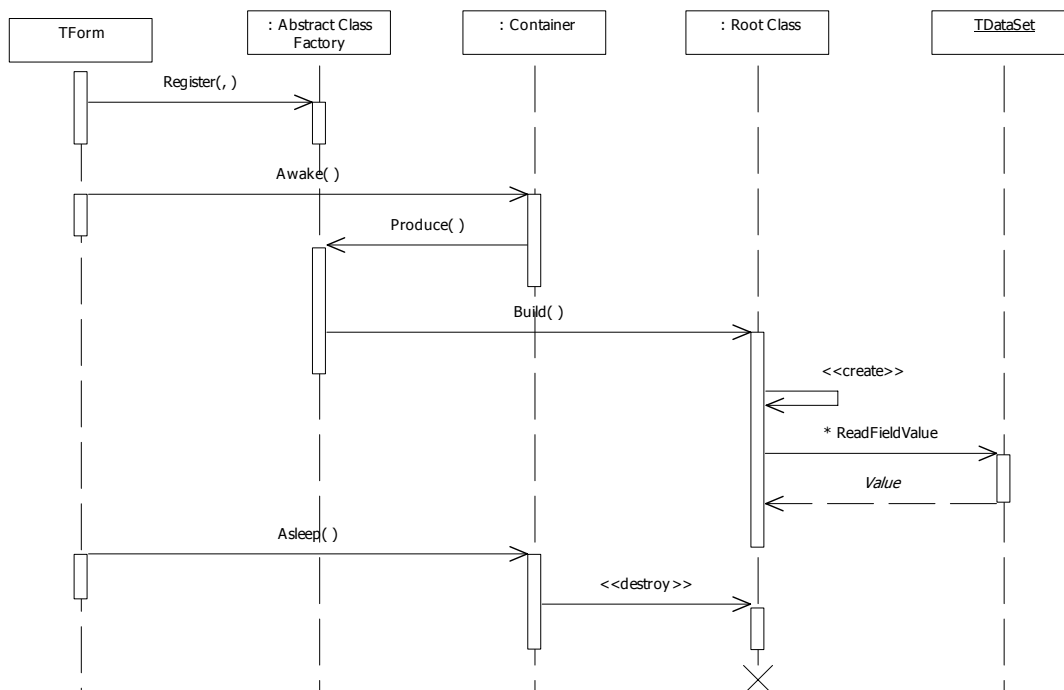 TForm
: Abstract Class
Factory
: Container
: Root Class
TDataSet
Register(, )
Awake( )
Produce( )
Build( )
<<create>>
* ReadFieldValue
Value
Asleep( )
<<destroy>>